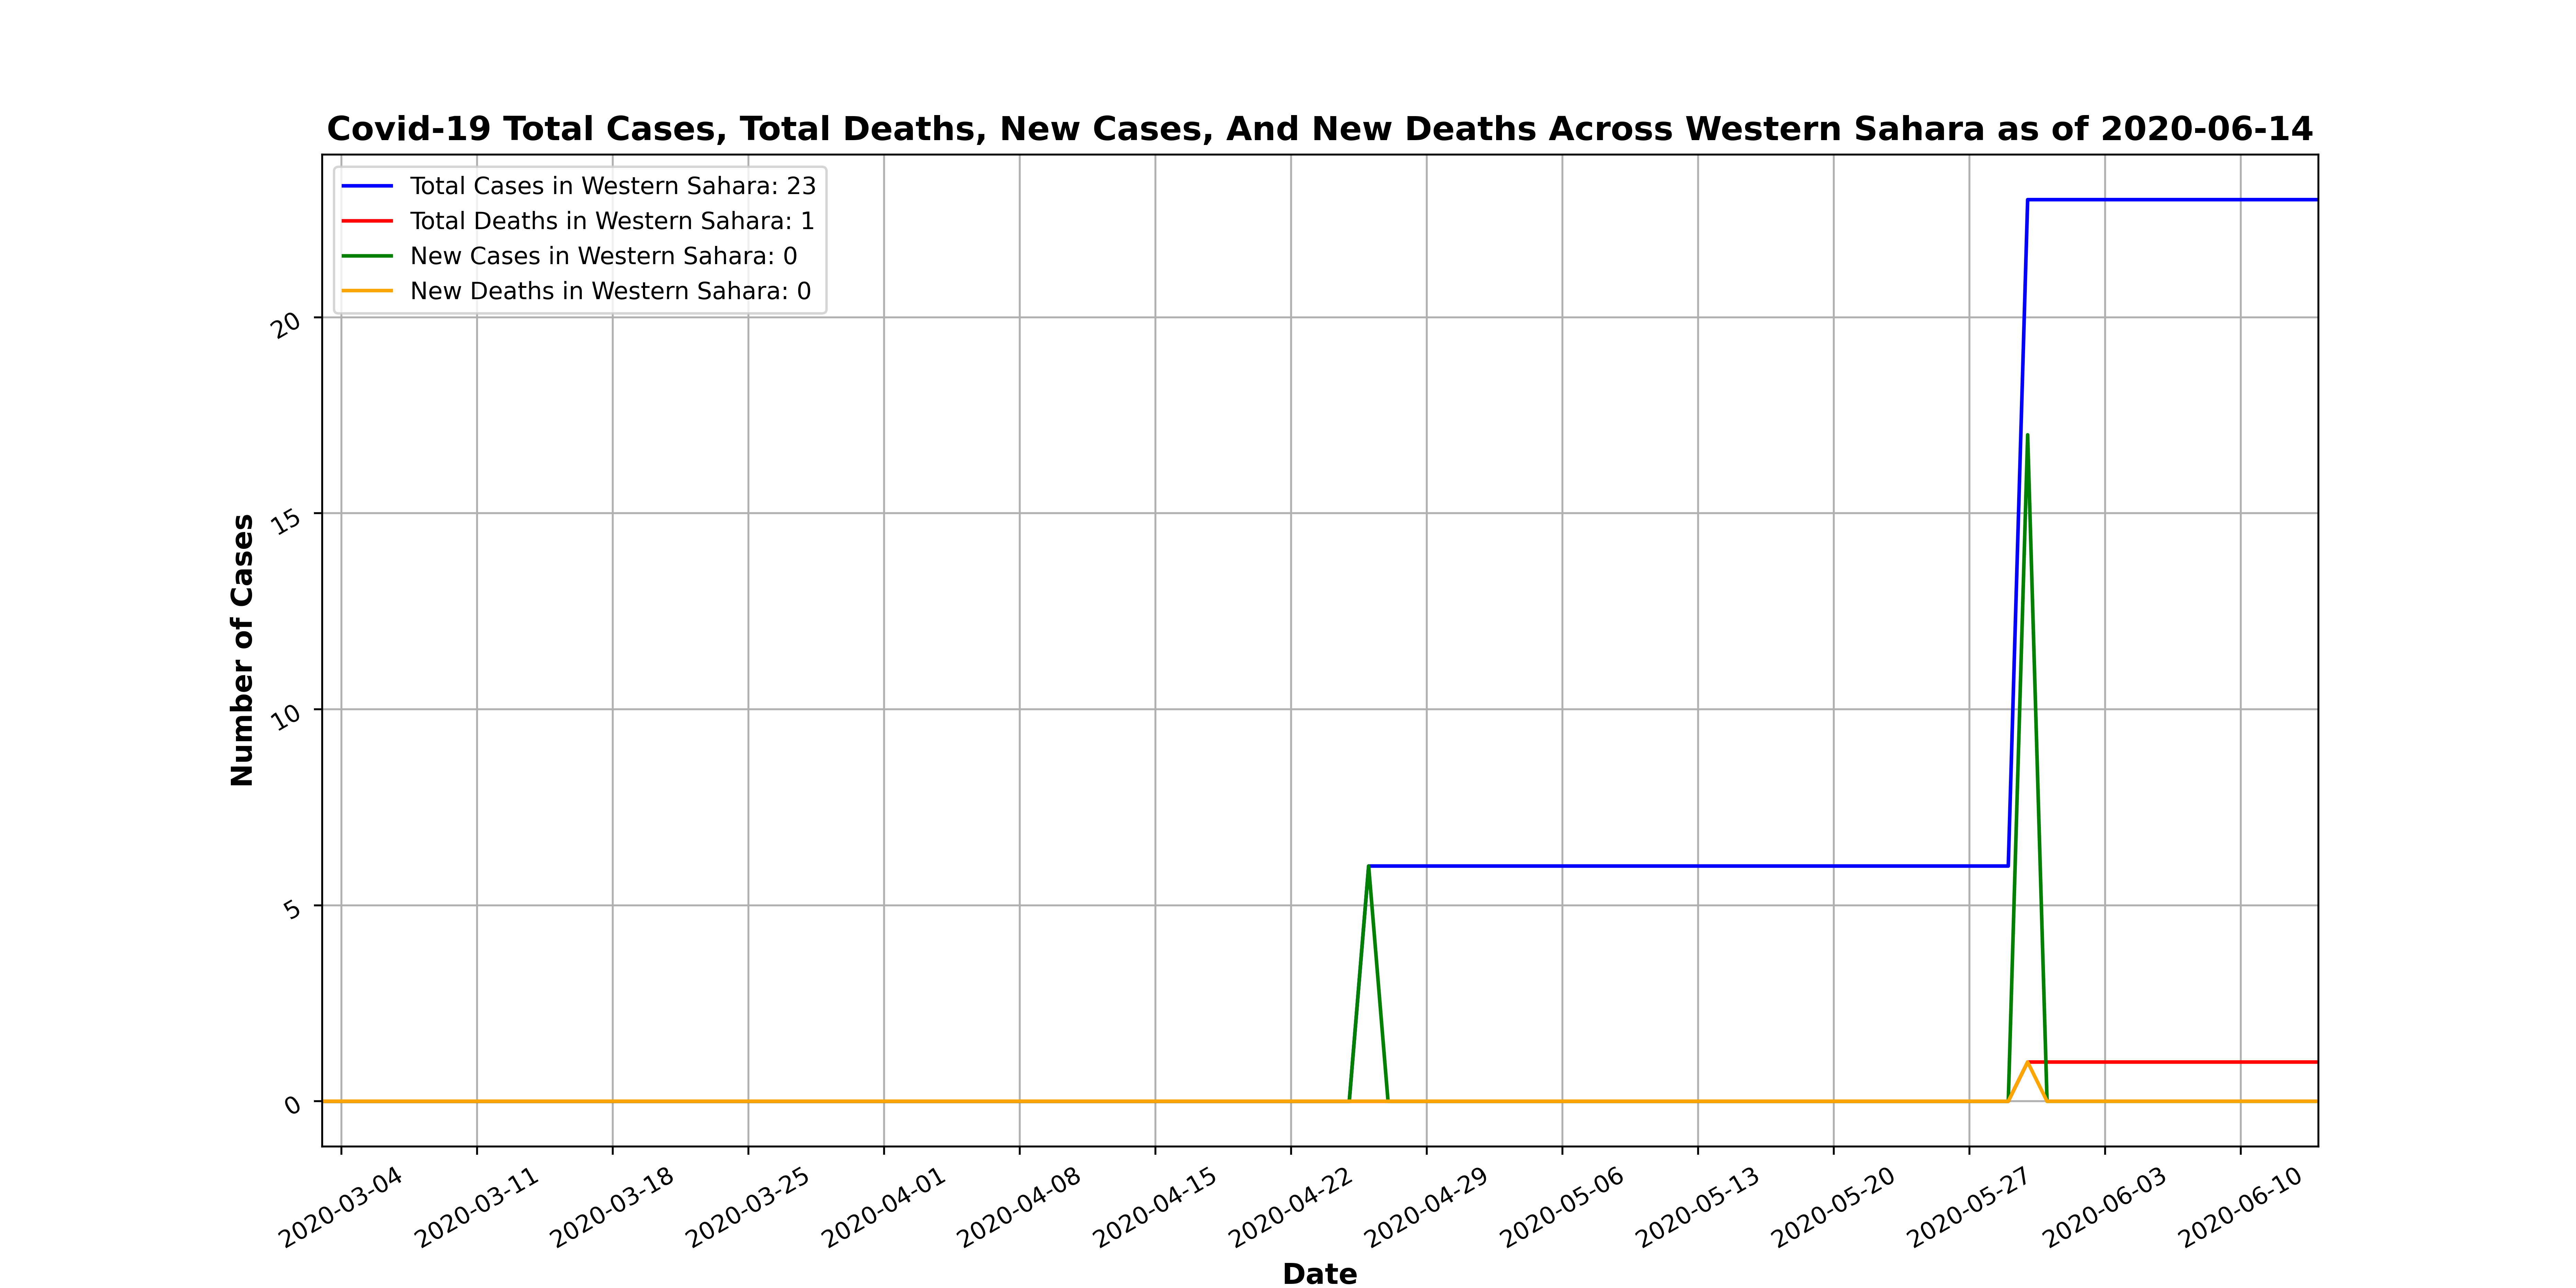 Covid-19 Total Cases, Total Deaths, New Cases, And New Deaths Across Western Sahara as of 2020-06-14
Total Cases in Western Sahara: 23
Total Deaths in Western Sahara: 1
New Cases in Western Sahara: 0
New Deaths in Western Sahara: 0
Number of Cases
20
15
10
5
0
2020-03-04
2020-03-11
2020-03-18
2020-03-25
2020-04-01
2020-04-08
2020-04-15
2020-04-22
2020-04-29
2020-05-06
2020-05-13
2020-05-20
2020-05-27
2020-06-03
2020-06-10
Date